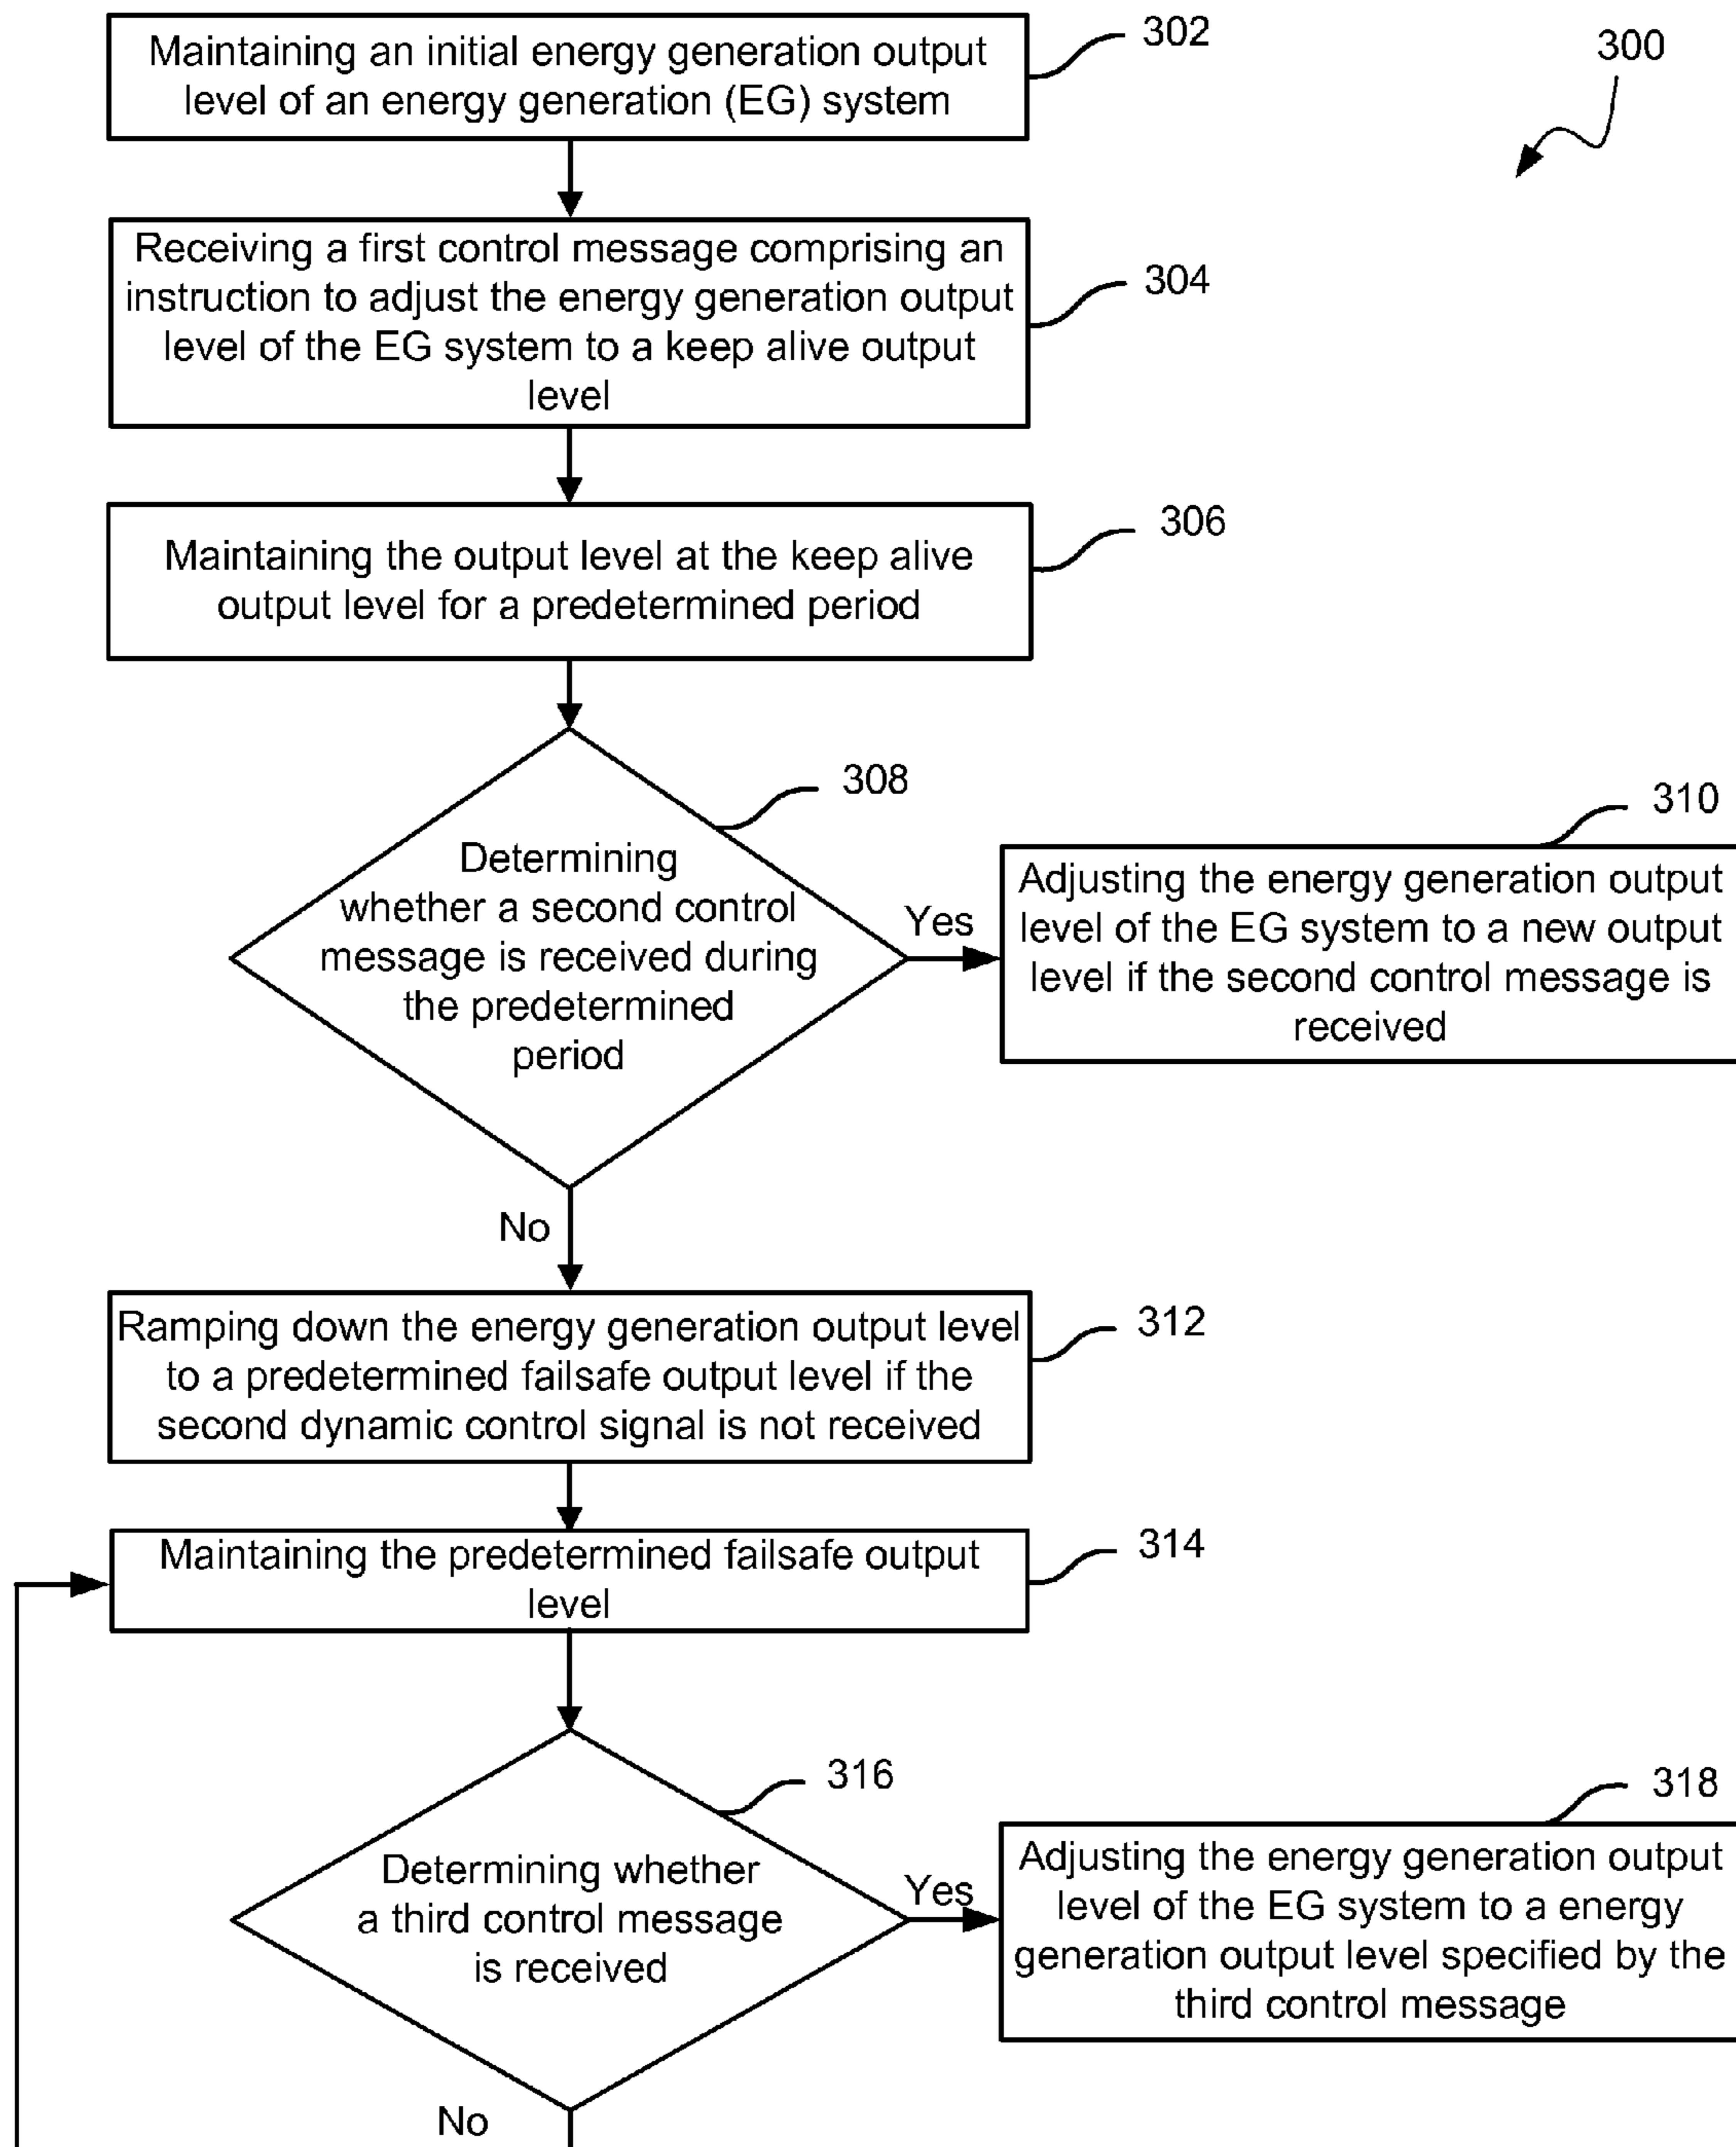 Maintaining an initial energy generation output
level of an energy generation (EG) system
302
300
Receiving a first control message comprising an
instruction to adjust the energy generation output
level of the EG system to a keep alive output
level
304
Maintaining the output level at the keep alive
output level for a predetermined period
306
308
Determining
whether a second control
message is received during
the predetermined
period
Yes
310
Adjusting the energy generation output
level of the EG system to a new output
level if the second control message is
received
No
Ramping down the energy generation output level
to a predetermined failsafe output level if the
second dynamic control signal is not received
312
Maintaining the predetermined failsafe output
level
314
316
Determining whether
a third control message
is received
Yes
318
Adjusting the energy generation output
level of the EG system to a energy
generation output level specified by the
third control message
No